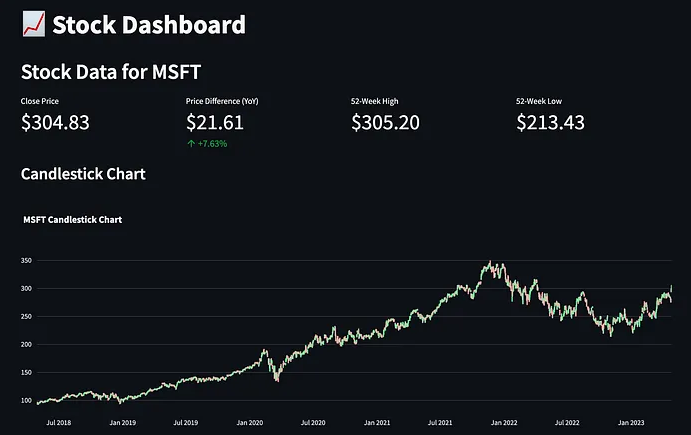 Stock Dashboard
Stock Data for MSFT
Close Price Price Difference (YoY) 52-Week High 52-Week Low
$304.83 $21.61 $305.20 $213.43
↑ +7.63%
Candlestick Chart
MSFT Candlestick Chart
350
300
250
200
150
100
Jul 2018 Jan 2019 Jul 2019 Jan 2020 Jul 2020 Jan 2021 Jul 2021 Jan 2022 Jul 2022 Jan 2023